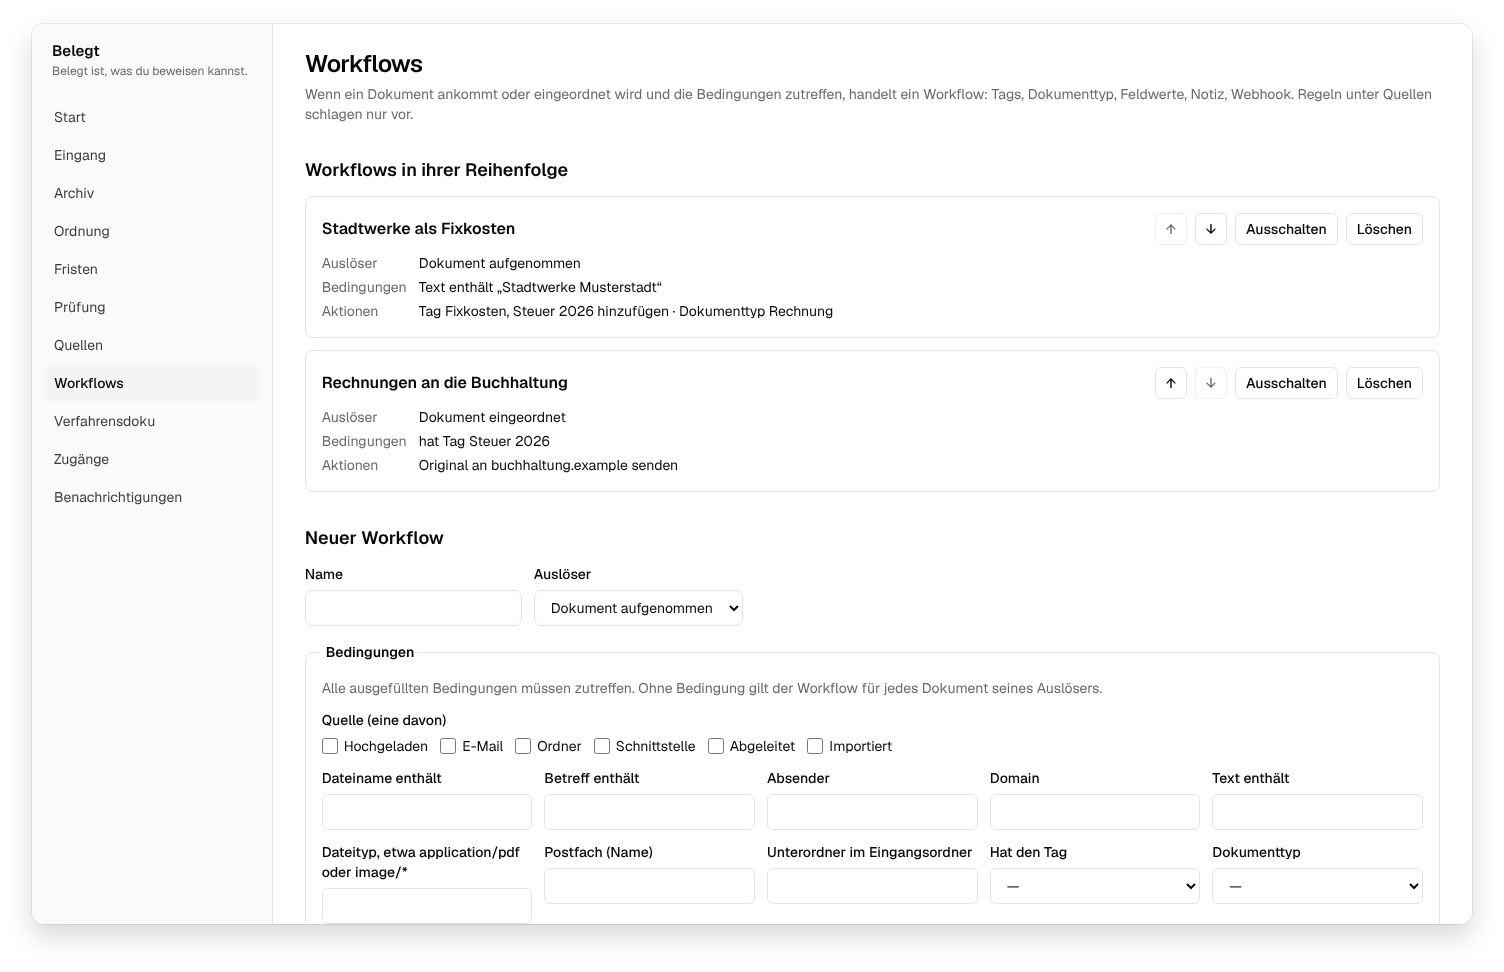 Belegt
Belegt ist, was du beweisen kannst.
Start
Eingang
Archiv
Ordnung
Fristen
Prüfung
Quellen
Workflows
Verfahrensdoku
Zugänge
Benachrichtigungen
Workflows
Wenn ein Dokument ankommt oder eingeordnet wird und die Bedingungen zutreffen, handelt ein Workflow: Tags, Dokumenttyp, Feldwerte, Notiz, Webhook. Regeln unter Quellen
schlagen nur vor.
Workflows in ihrer Reihenfolge
Stadtwerke als Fixkosten
↑ ↓ Ausschalten Löschen
Auslöser Dokument aufgenommen
Bedingungen Text enthält „Stadtwerke Musterstadt“
Aktionen Tag Fixkosten, Steuer 2026 hinzufügen · Dokumenttyp Rechnung
Rechnungen an die Buchhaltung
↑ ↓ Ausschalten Löschen
Auslöser Dokument eingeordnet
Bedingungen hat Tag Steuer 2026
Aktionen Original an buchhaltung.example senden
Neuer Workflow
Name Auslöser
Dokument aufgenommen
Bedingungen
Alle ausgefüllten Bedingungen müssen zutreffen. Ohne Bedingung gilt der Workflow für jedes Dokument seines Auslösers.
Quelle (eine davon)
Hochgeladen E-Mail Ordner Schnittstelle Abgeleitet Importiert
Dateiname enthält Betreff enthält Absender Domain Text enthält
Dateityp, etwa application/pdf
oder image/*
Postfach (Name) Unterordner im Eingangsordner Hat den Tag Dokumenttyp
— —